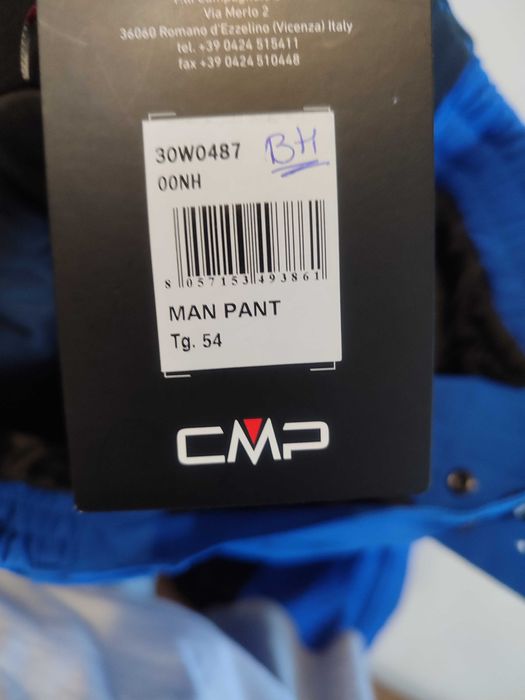 Via Merlo 2
36060 Romano d'Ezzelino (Vicenza) Italy
tel. +39 0424 515411
fax +39 0424 510448
30W0487 BH
00NH
8 057153 493861
MAN PANT
Tg. 54
CMP